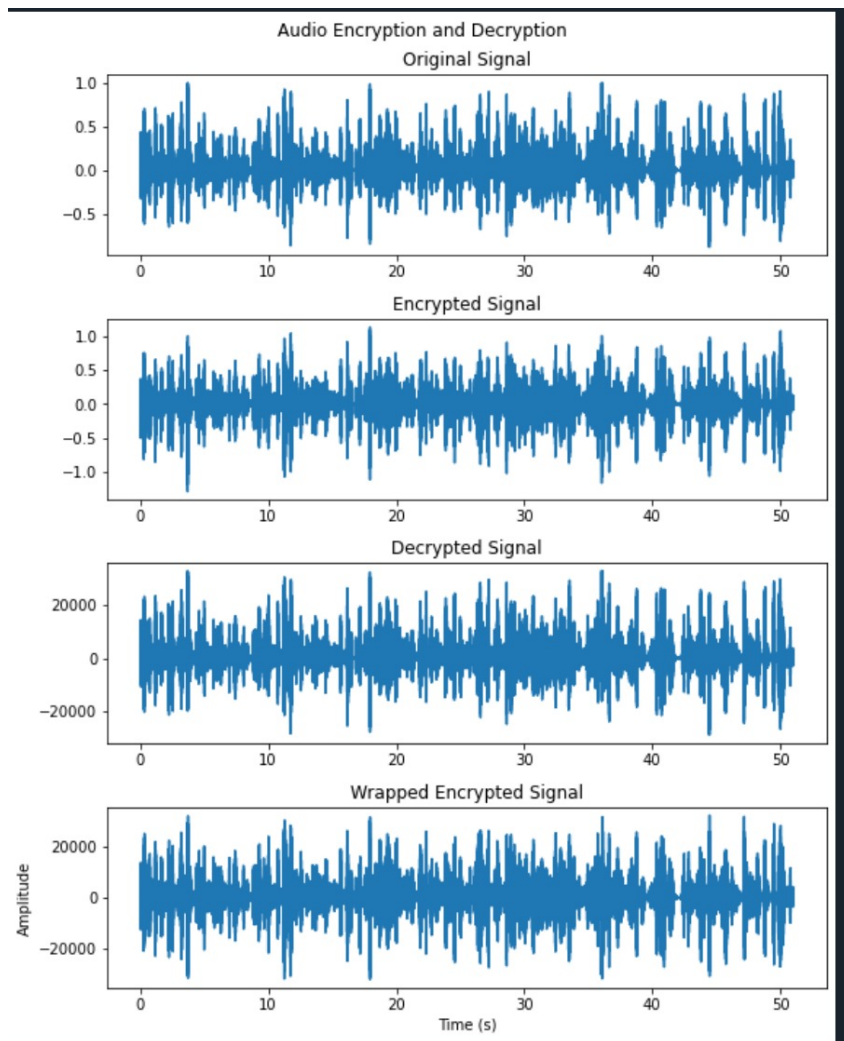 Audio Encryption and Decryption
Original Signal
1.0
0.5
0.0
−0.5
0 10 20 30 40 50
Encrypted Signal
1.0
0.5
0.0
−0.5
−1.0
0 10 20 30 40 50
Decrypted Signal
20000
0
−20000
0 10 20 30 40 50
Wrapped Encrypted Signal
20000
0
−20000
Amplitude
0 10 20 30 40 50
Time (s)